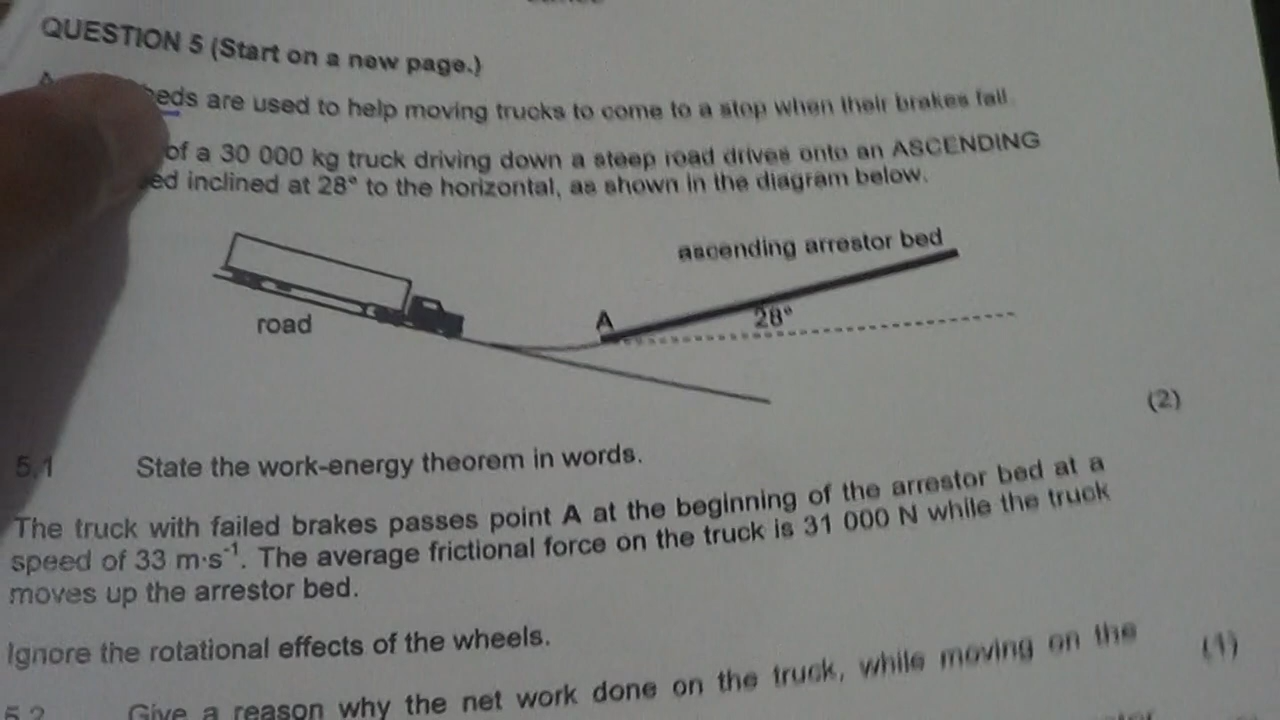 QUESTION 5 (Start on a new page.)
are used to help moving trucks to come to a stop when their brakes fail.
of a 30 000 kg truck driving down a steep road drives onto an ASCENDING
inclined at 28° to the horizontal, as shown in the diagram below.
ascending arrestor bed
A
28°
road
(2)
5.1 State the work-energy theorem in words.
The truck with failed brakes passes point A at the beginning of the arrestor bed at a
speed of 33 m·s⁻¹. The average frictional force on the truck is 31 000 N while the truck
moves up the arrestor bed.
Ignore the rotational effects of the wheels.
(1)
5.2 Give a reason why the net work done on the truck, while moving on the